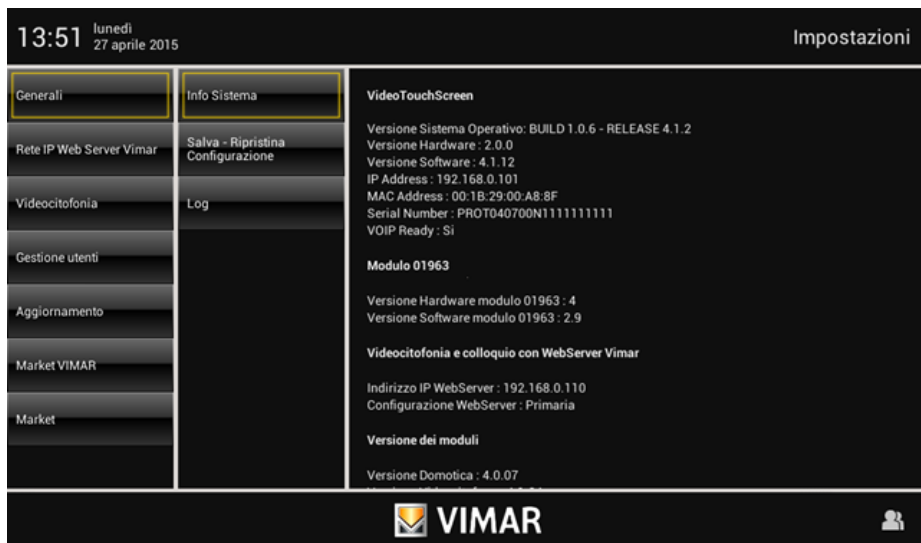 13:51
lunedì
27 aprile 2015
Impostazioni
Generali
Rete IP Web Server Vimar
Videocitofonia
Gestione utenti
Aggiornamento
Market VIMAR
Market
Info Sistema
Salva - Ripristina
Configurazione
Log
VideoTouchScreen
Versione Sistema Operativo: BUILD 1.0.6 - RELEASE 4.1.2
Versione Hardware : 2.0.0
Versione Software : 4.1.12
IP Address : 192.168.0.101
MAC Address : 00:1B:29:00:A8:8F
Serial Number : PROT040700N1111111111
VOIP Ready : Si
Modulo 01963
Versione Hardware modulo 01963 : 4
Versione Software modulo 01963 : 2.9
Videocitofonia e colloquio con WebServer Vimar
Indirizzo IP WebServer : 192.168.0.110
Configurazione WebServer : Primaria
Versione dei moduli
Versione Domotica : 4.0.07
VIMAR